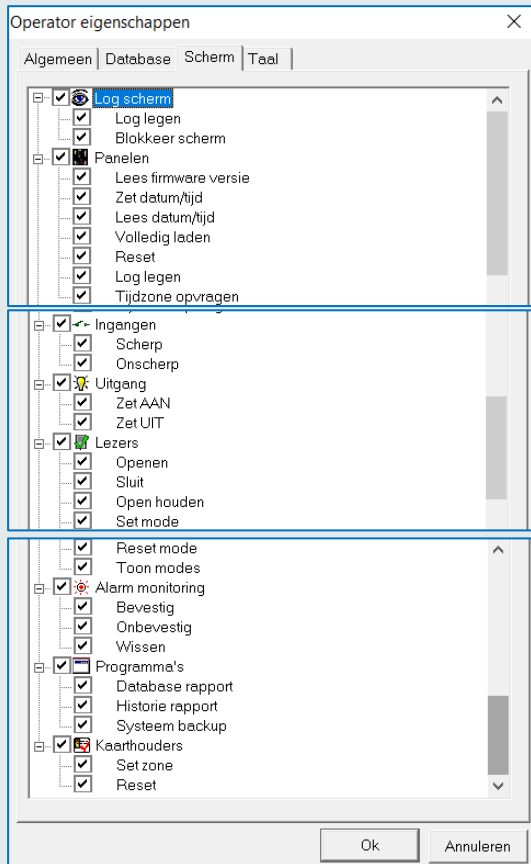 Operator eigenschappen
Algemeen Database Scherm Taal
Log scherm
Log legen
Blokkeer scherm
Panelen
Lees firmware versie
Zet datum/tijd
Lees datum/tijd
Volledig laden
Reset
Log legen
Tijdzone opvragen
Ingangen
Scherp
Onscherp
Uitgang
Zet AAN
Zet UIT
Lezers
Openen
Sluit
Open houden
Set mode
Reset mode
Toon modes
Alarm monitoring
Bevestig
Onbevestig
Wissen
Programma's
Database rapport
Historie rapport
Systeem backup
Kaarthouders
Set zone
Reset
Ok Annuleren